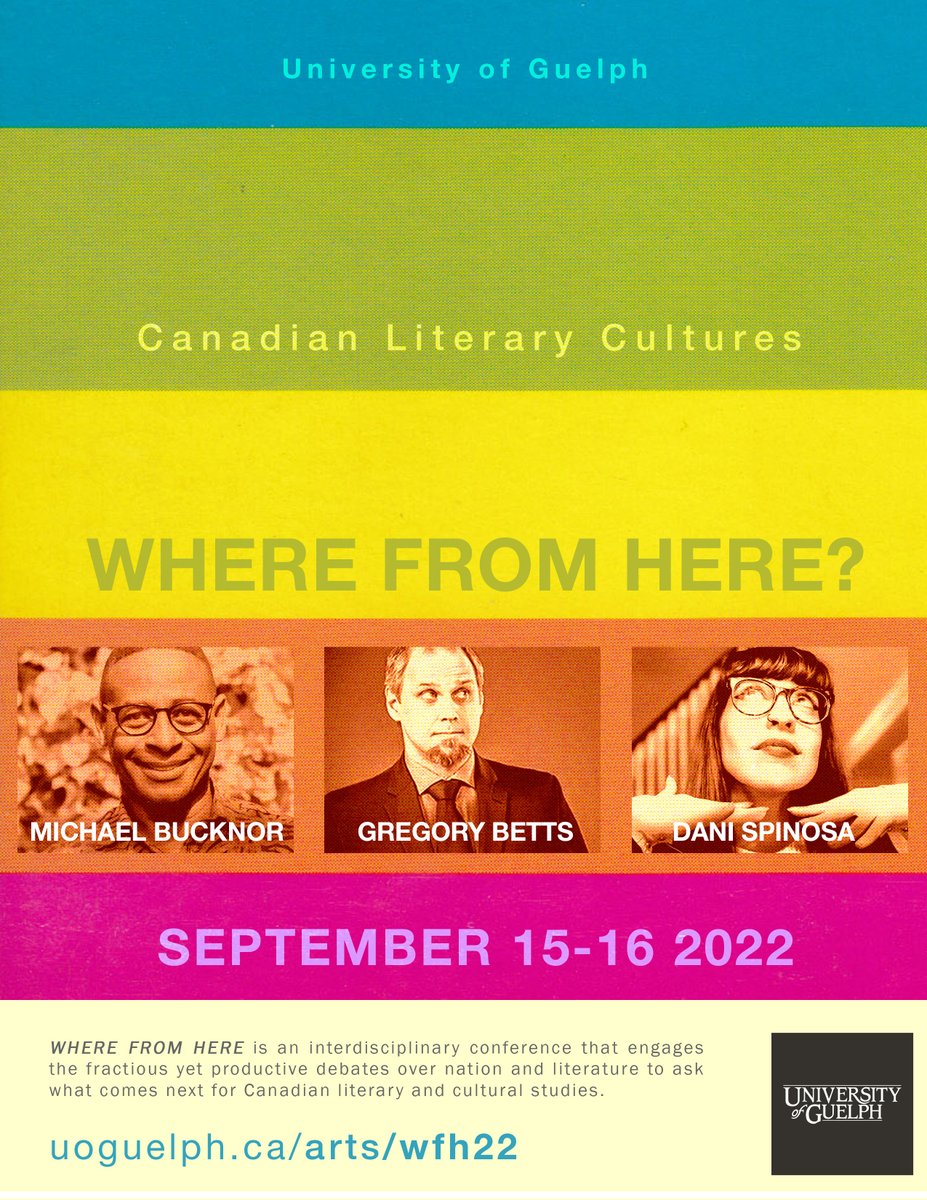 University of Guelph
Canadian Literary Cultures
WHERE FROM HERE?
MICHAEL BUCKNOR
GREGORY BETTS
DANI SPINOSA
SEPTEMBER 15-16 2022
WHERE FROM HERE is an interdisciplinary conference that engages
the fractious yet productive debates over nation and literature to ask
what comes next for Canadian literary and cultural studies.
uoguelph.ca/arts/wfh22
UNIVERSITY
of GUELPH